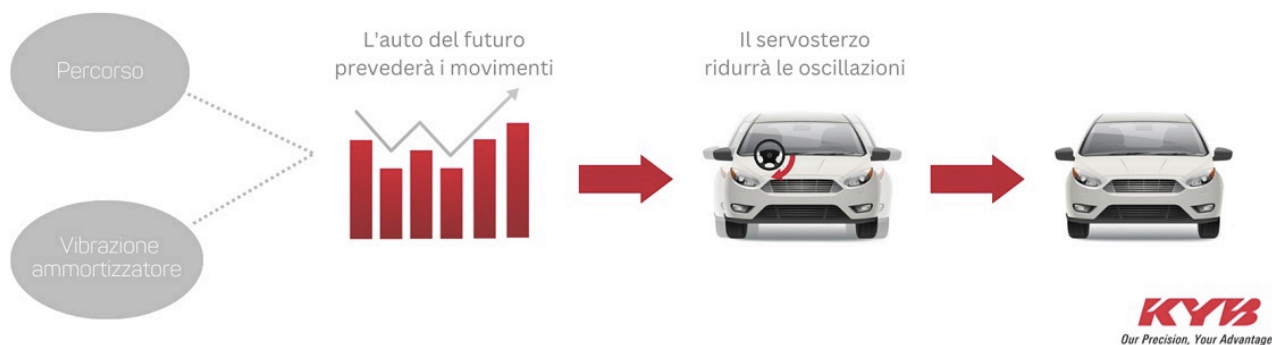 Percorso
Vibrazione
ammortizzatore
L'auto del futuro
prevederà i movimenti
Il servosterzo
ridurrà le oscillazioni
KYB
Our Precision, Your Advantage